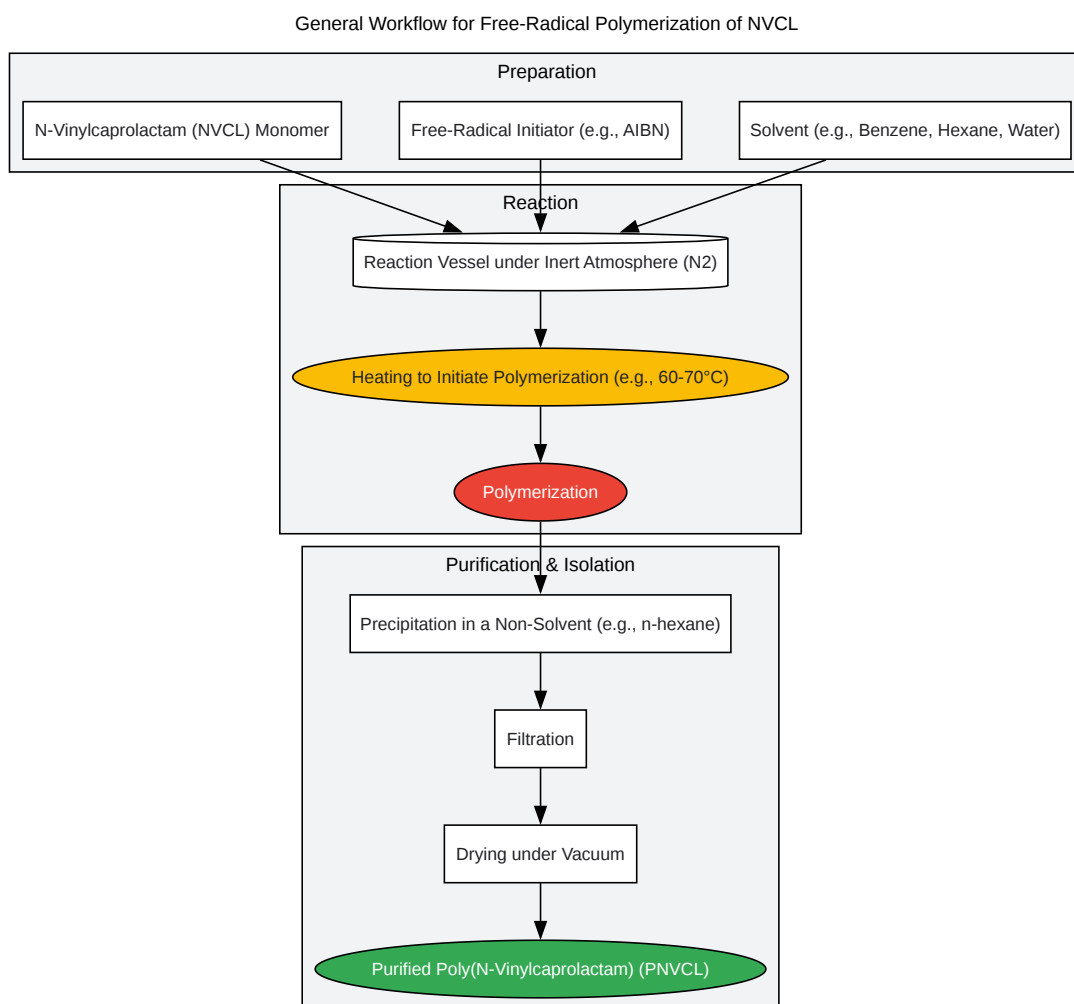 General Workflow for Free-Radical Polymerization of NVCL
Preparation
N-Vinylcaprolactam (NVCL) Monomer
Free-Radical Initiator (e.g., AIBN)
Solvent (e.g., Benzene, Hexane, Water)
Reaction
Reaction Vessel under Inert Atmosphere (N2)
Heating to Initiate Polymerization (e.g., 60-70°C)
Polymerization
Purification & Isolation
Precipitation in a Non-Solvent (e.g., n-hexane)
Filtration
Drying under Vacuum
Purified Poly(N-Vinylcaprolactam) (PNVCL)